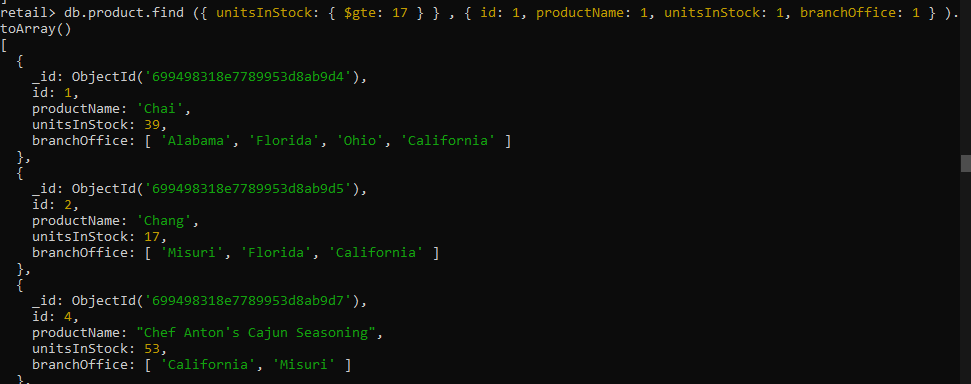 ]
retail> db.product.find ({ unitsInStock: { $gte: 17 } } , { id: 1, productName: 1, unitsInStock: 1, branchOffice: 1 } ).
toArray()
[
  {
    _id: ObjectId('699498318e7789953d8ab9d4'),
    id: 1,
    productName: 'Chai',
    unitsInStock: 39,
    branchOffice: [ 'Alabama', 'Florida', 'Ohio', 'California' ]
  },
  {
    _id: ObjectId('699498318e7789953d8ab9d5'),
    id: 2,
    productName: 'Chang',
    unitsInStock: 17,
    branchOffice: [ 'Misuri', 'Florida', 'California' ]
  },
  {
    _id: ObjectId('699498318e7789953d8ab9d7'),
    id: 4,
    productName: "Chef Anton's Cajun Seasoning",
    unitsInStock: 53,
    branchOffice: [ 'California', 'Misuri' ]
  },